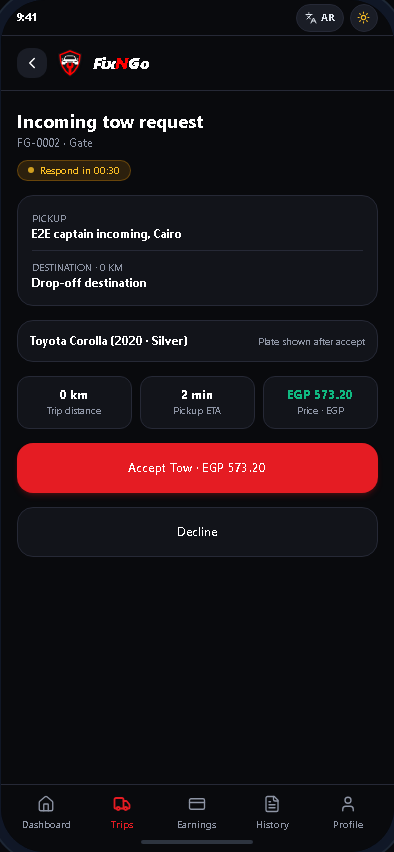 9:41
AR
FixNGo
Incoming tow request
FG-0002 · Gate
Respond in 00:30
PICKUP
E2E captain incoming, Cairo
DESTINATION · 0 KM
Drop-off destination
Toyota Corolla (2020 · Silver)
Plate shown after accept
0 km
Trip distance
2 min
Pickup ETA
EGP 573.20
Price · EGP
Accept Tow · EGP 573.20
Decline
Dashboard
Trips
Earnings
History
Profile